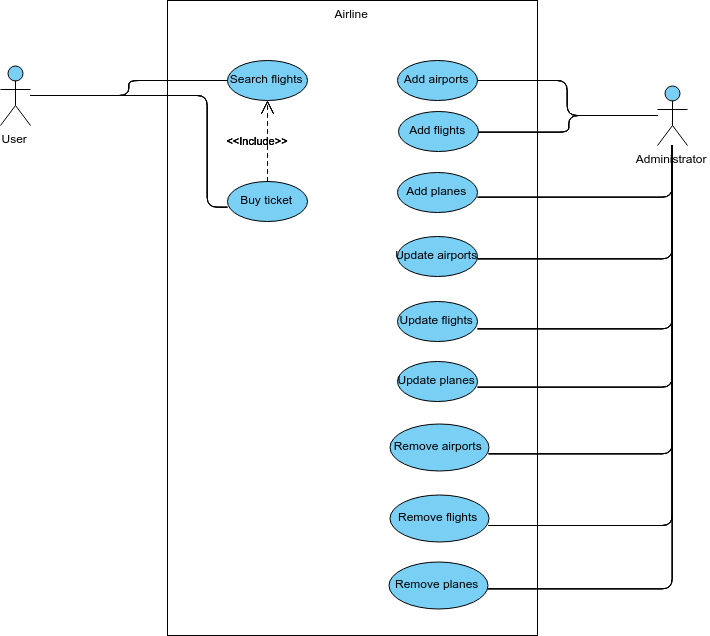 Airline
Search flights
<<Include>>
Buy ticket
User
Add airports
Add flights
Add planes
Update airports
Update flights
Update planes
Remove airports
Remove flights
Remove planes
Administrator